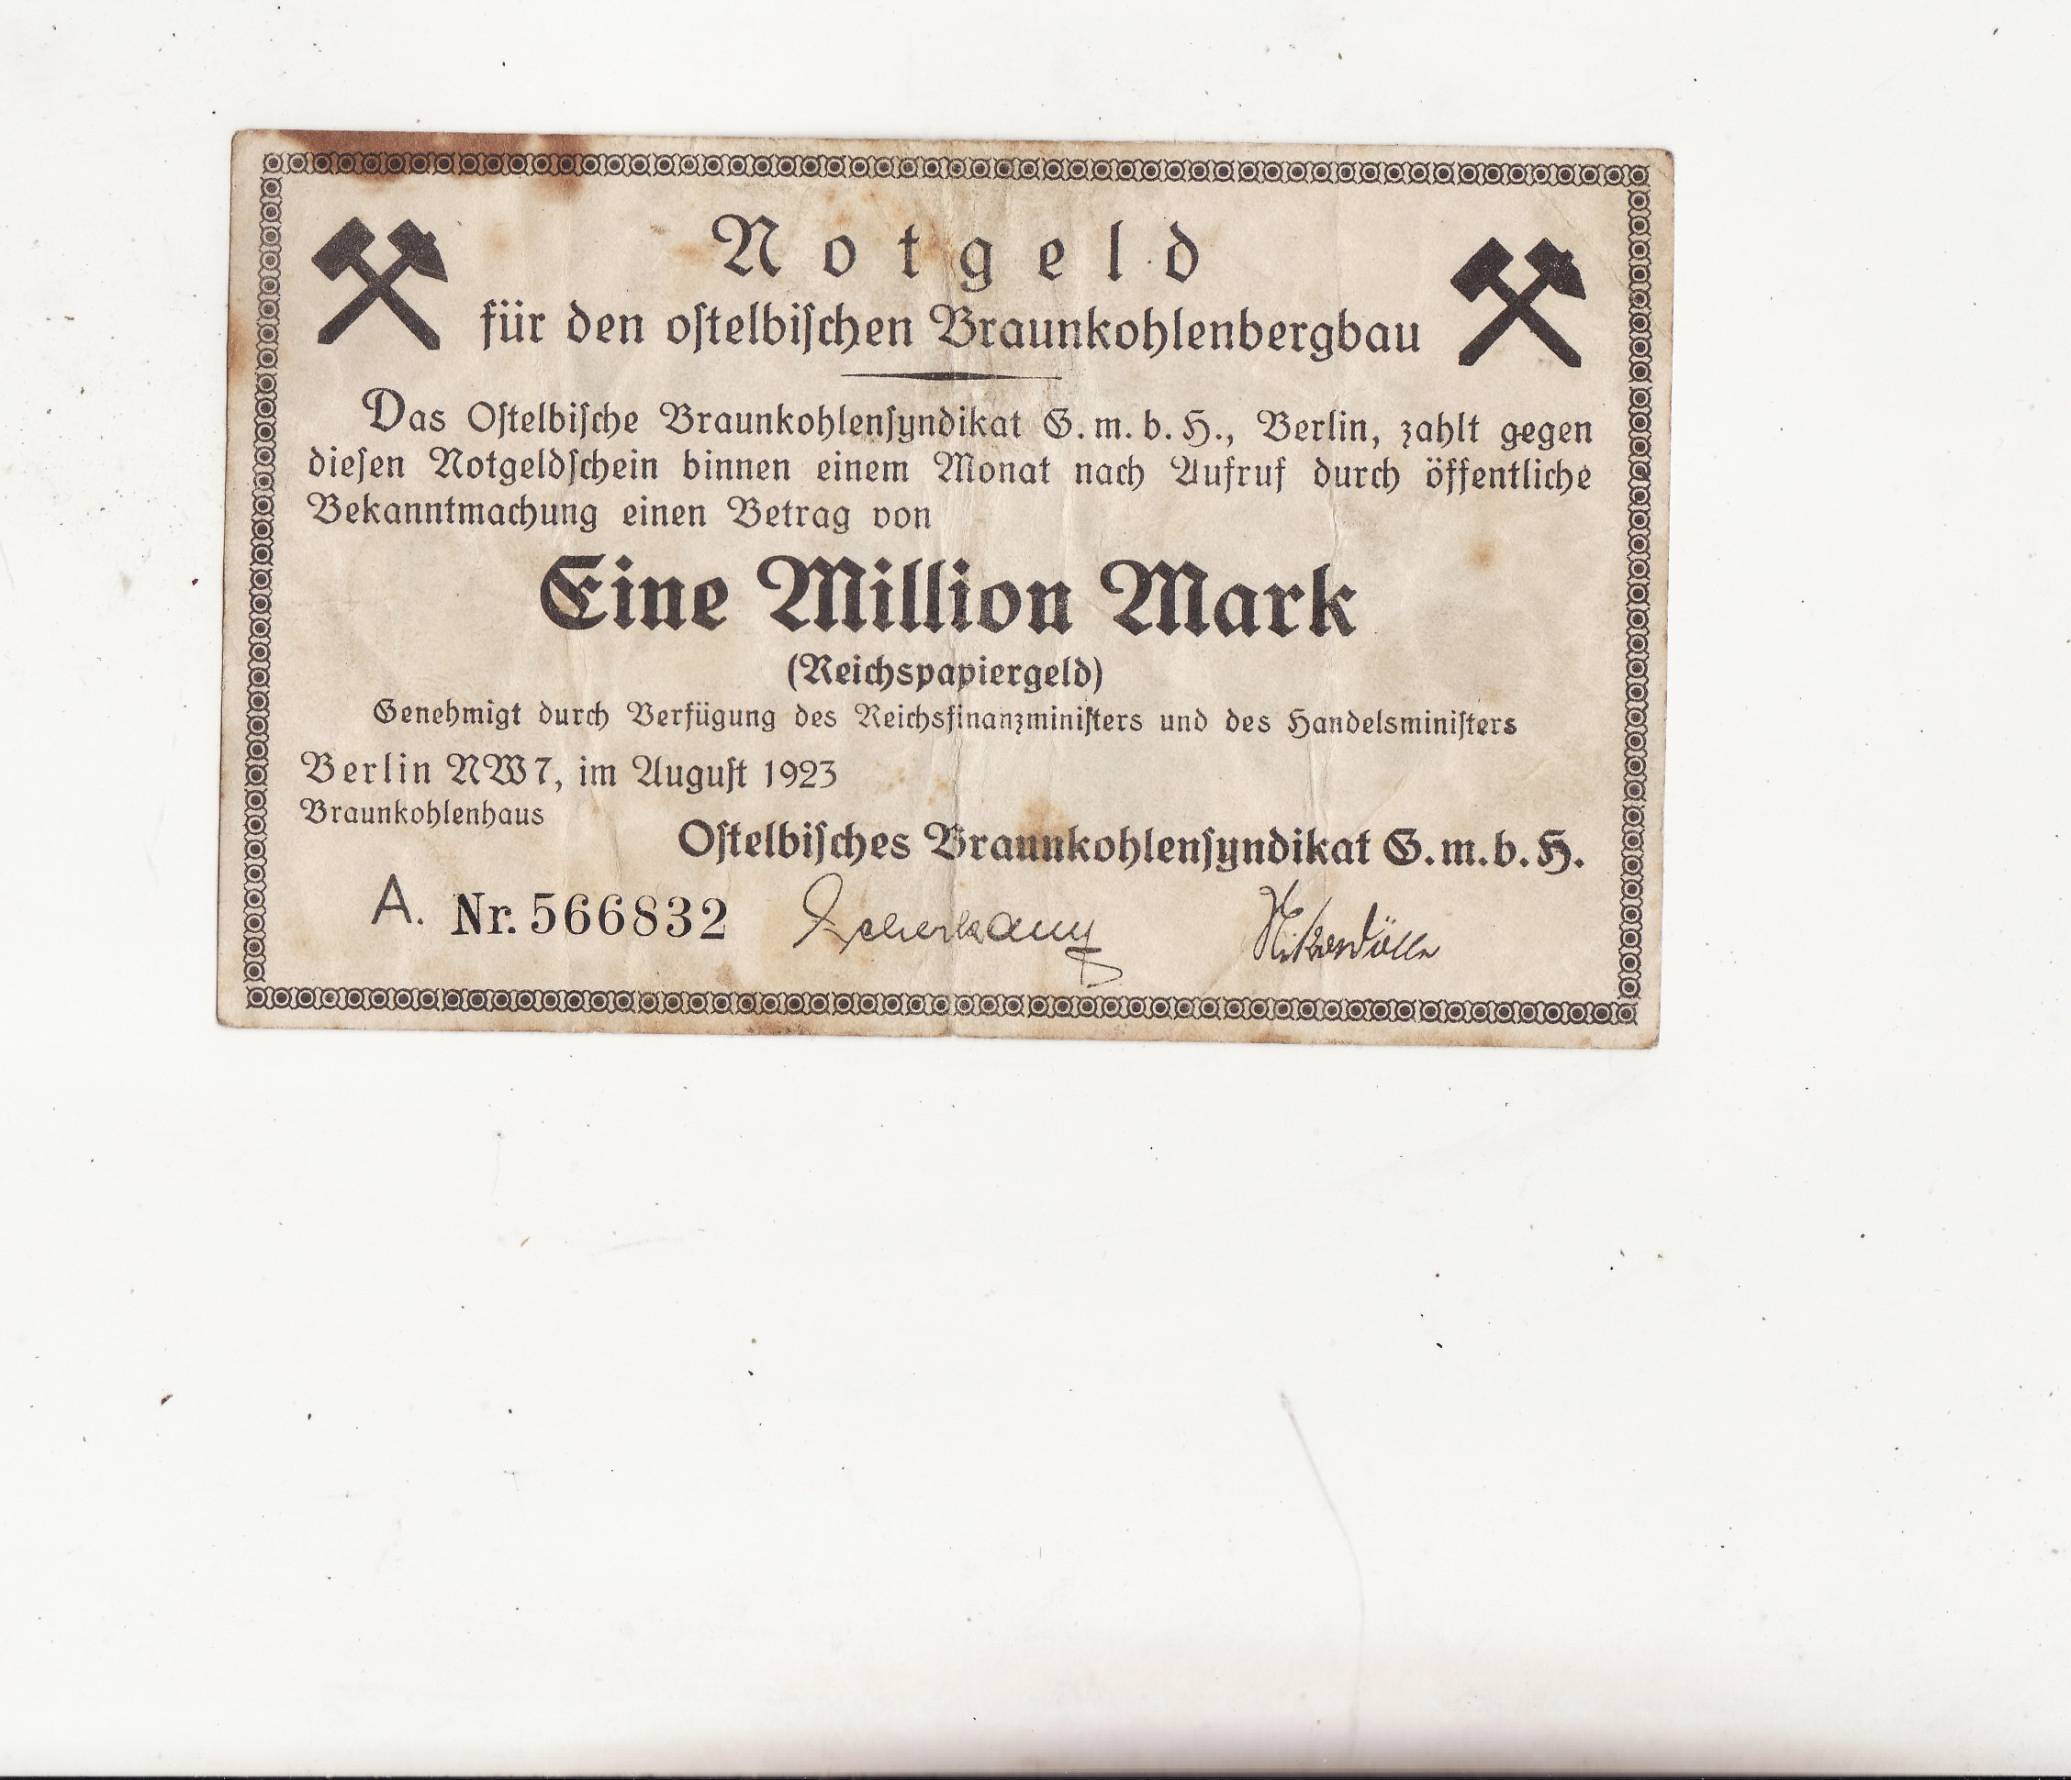 Notgeld
für den oſtelbiſchen Braunkohlenbergbau
Das Oſtelbiſche Braunkohlenſyndikat G. m. b. H., Berlin, zahlt gegen
dieſen Notgeldſchein binnen einem Monat nach Aufruf durch öffentliche
Bekanntmachung einen Betrag von
Eine Million Mark
(Reichspapiergeld)
Genehmigt durch Verfügung des Reichsfinanzminiſters und des Handelsminiſters
Berlin NW 7, im Auguſt 1923
Braunkohlenhaus
Oſtelbiſches Braunkohlenſyndikat G. m. b. H.
A. Nr. 566832